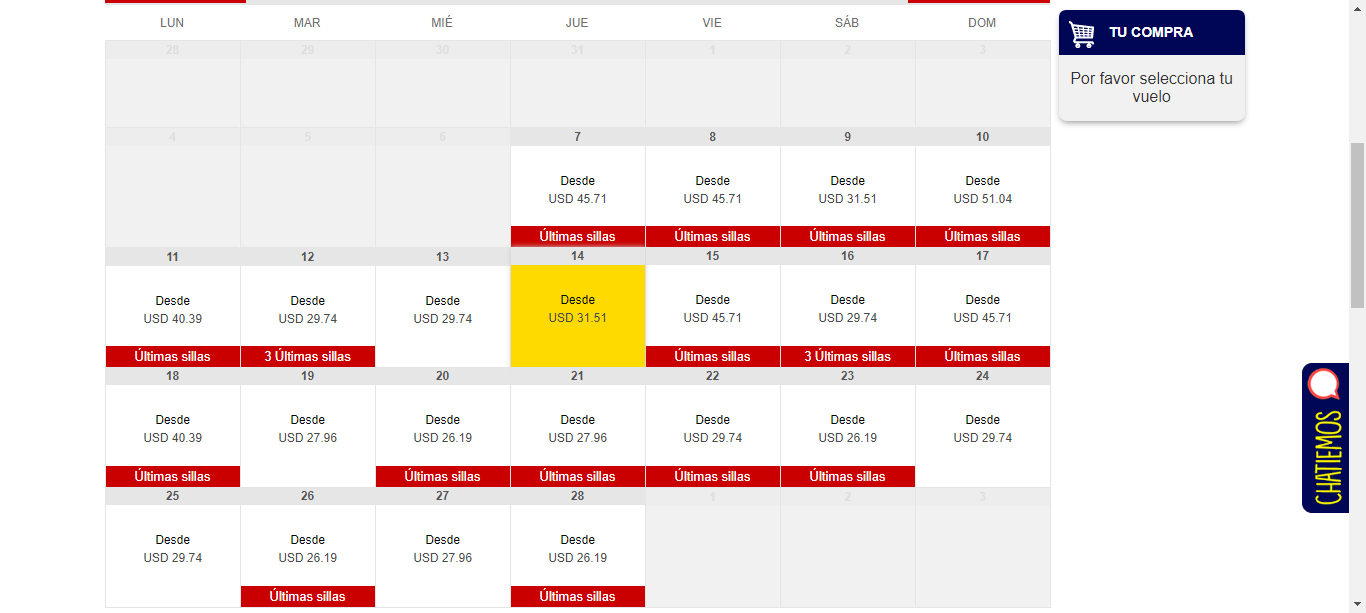 LUN MAR MIÉ JUE VIE SÁB DOM
TU COMPRA
Por favor selecciona tu
vuelo
28 29 30 31 1 2 3
4 5 6 7 8 9 10
Desde Desde Desde Desde
USD 45.71 USD 45.71 USD 31.51 USD 51.04
Últimas sillas Últimas sillas Últimas sillas Últimas sillas
11 12 13 14 15 16 17
Desde Desde Desde Desde Desde Desde Desde
USD 40.39 USD 29.74 USD 29.74 USD 31.51 USD 45.71 USD 29.74 USD 45.71
Últimas sillas 3 Últimas sillas Últimas sillas 3 Últimas sillas Últimas sillas
18 19 20 21 22 23 24
Desde Desde Desde Desde Desde Desde Desde
USD 40.39 USD 27.96 USD 26.19 USD 27.96 USD 29.74 USD 26.19 USD 29.74
Últimas sillas Últimas sillas Últimas sillas Últimas sillas Últimas sillas
25 26 27 28 1 2 3
Desde Desde Desde Desde
USD 29.74 USD 26.19 USD 27.96 USD 26.19
Últimas sillas Últimas sillas
CHATIEMOS